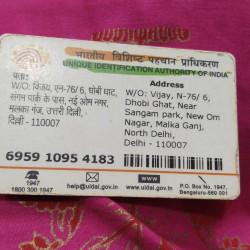 भारतीय विशिष्ट पहचान प्राधिकरण
UNIQUE IDENTIFICATION AUTHORITY OF INDIA
पता:
W/O: विजय, एन-76/ 6, धोबी घाट,
संगम पार्क के पास, नई ओम नगर,
मलका गंज, उत्तरी दिल्ली,
दिल्ली - 110007
Address
W/O: Vijay, N-76/ 6,
Dhobi Ghat, Near
Sangam park, New Om
Nagar, Malka Ganj,
North Delhi,
Delhi - 110007
6959 1095 4183
1947
1800 300 1947
help@uidai.gov.in
www.uidai.gov.in
P.O. Box No. 1947,
Bengaluru-560 001